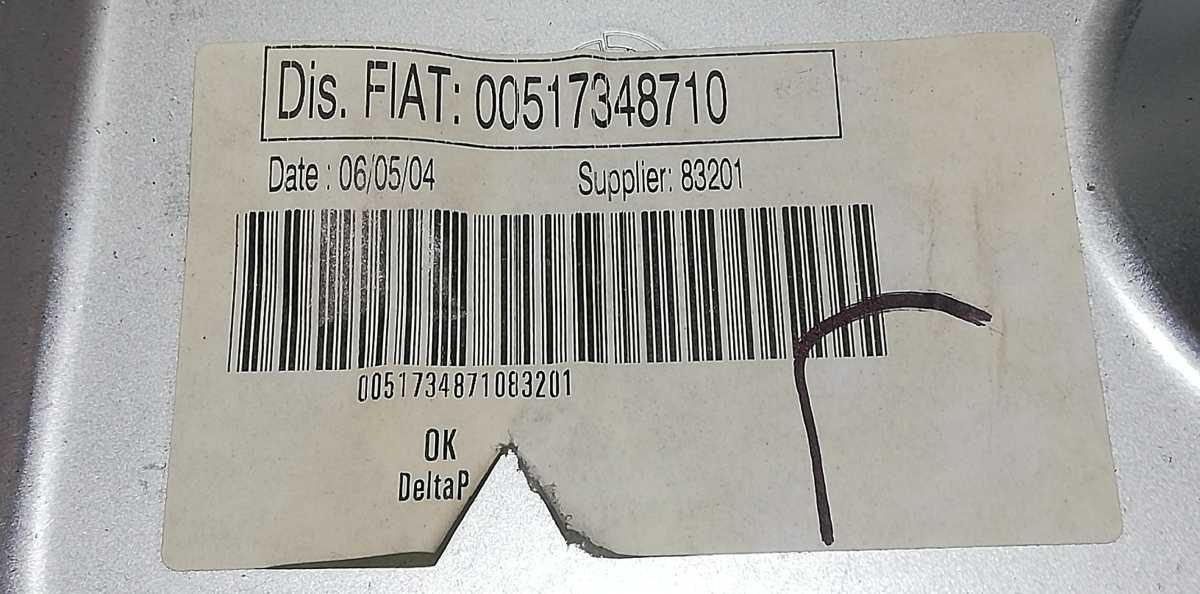 Dis. FIAT: 00517348710
Date : 06/05/04 Supplier: 83201
0051734871083201
OK
DeltaP